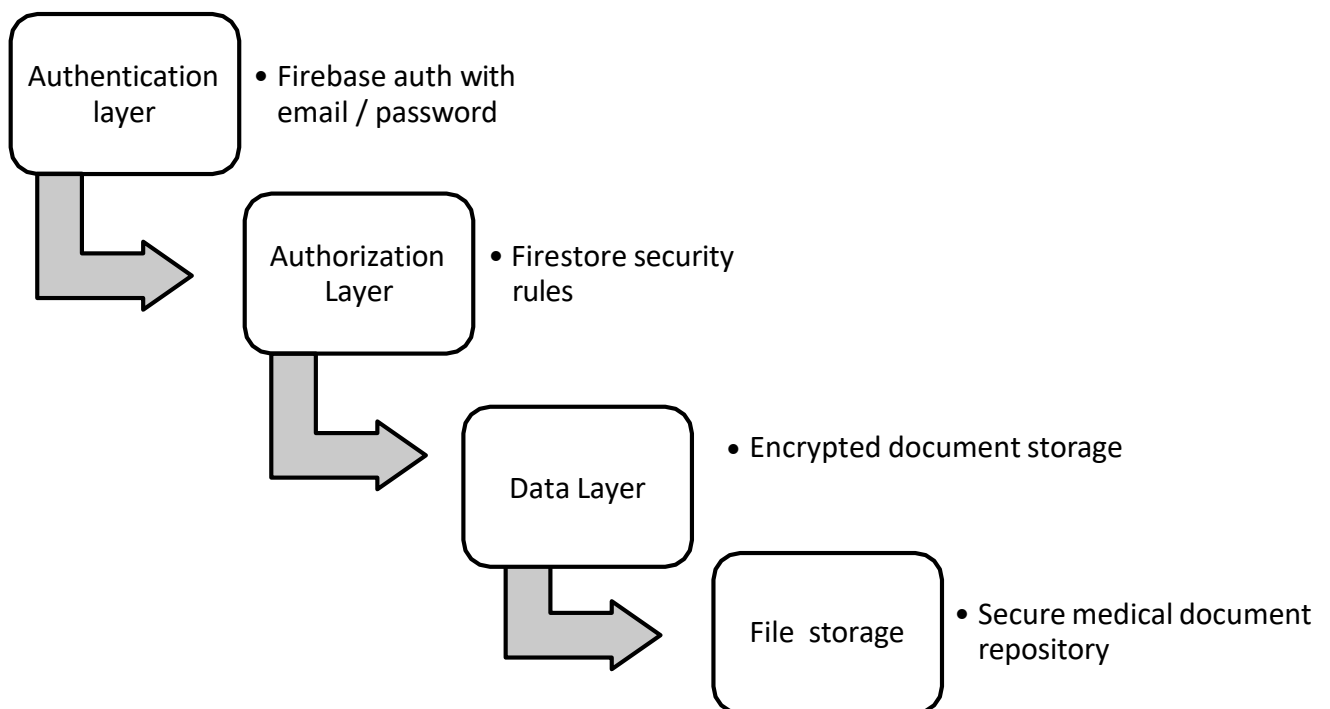 Authentication
layer
• Firebase auth with
email / password
Authorization
Layer
• Firestore security
rules
Data Layer
• Encrypted document storage
File storage
• Secure medical document
repository